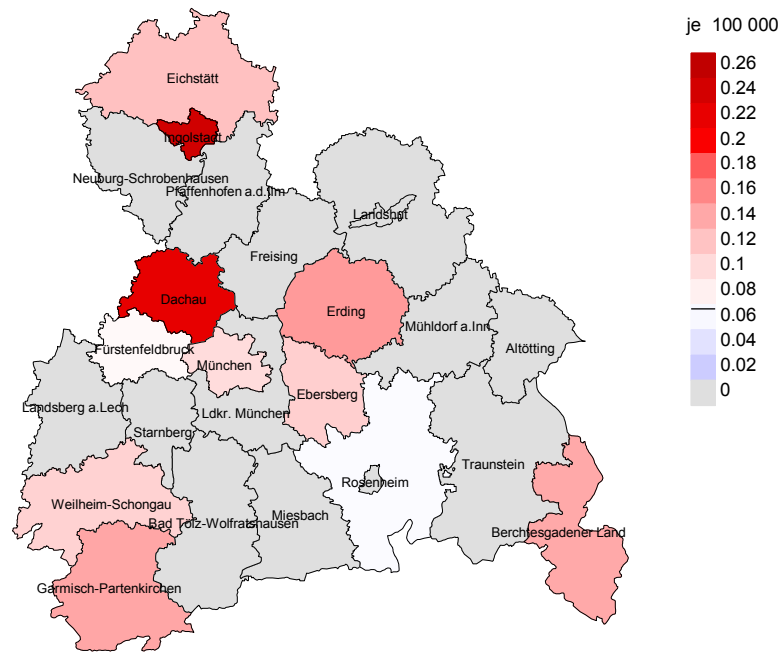 je 100 000
0.26
0.24
0.22
0.2
0.18
0.16
0.14
0.12
0.1
0.08
0.06
0.04
0.02
0
Eichstätt
Ingolstadt
Neuburg-Schrobenhausen
Pfaffenhofen a.d.Ilm
Landshut
Freising
Dachau
Erding
Mühldorf a.Inn
Altötting
Fürstenfeldbruck
München
Ebersberg
Landsberg a.Lech
Ldkr. München
Starnberg
Traunstein
Rosenheim
Weilheim-Schongau
Miesbach
Bad Tölz-Wolfratshausen
Berchtesgadener Land
Garmisch-Partenkirchen